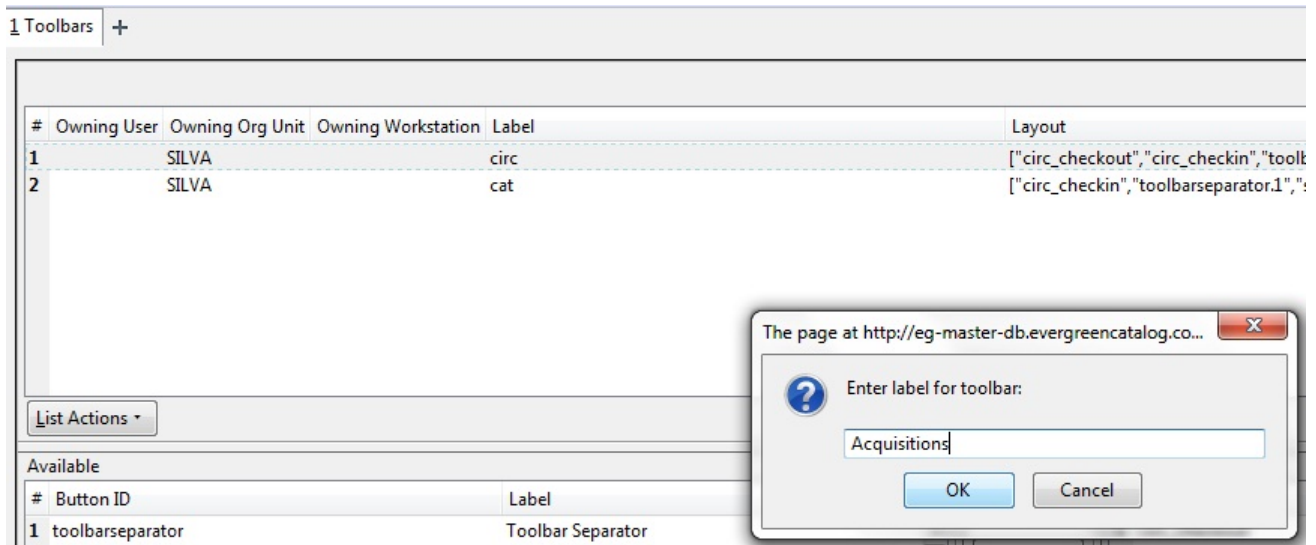 1 Toolbars +
# Owning User Owning Org Unit Owning Workstation Label Layout
1 SILVA circ ["circ_checkout","circ_checkin","toolb
2 SILVA cat ["circ_checkin","toolbarseparator.1","s
The page at http://eg-master-db.evergreencatalog.co...
Enter label for toolbar:
Acquisitions
OK Cancel
List Actions
Available
# Button ID Label
1 toolbarseparator Toolbar Separator